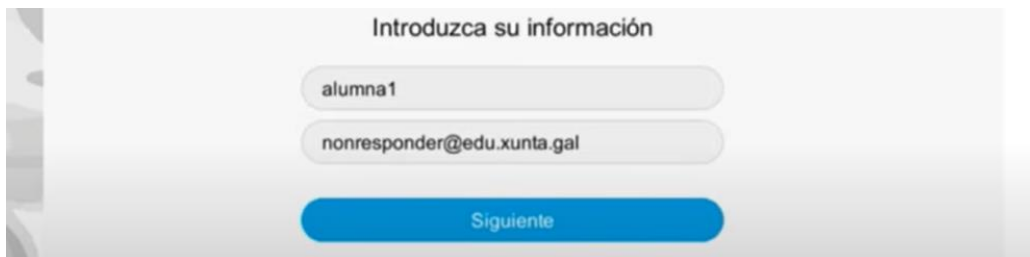 Introduzca su información
alumna1
nonresponder@edu.xunta.gal
Siguiente